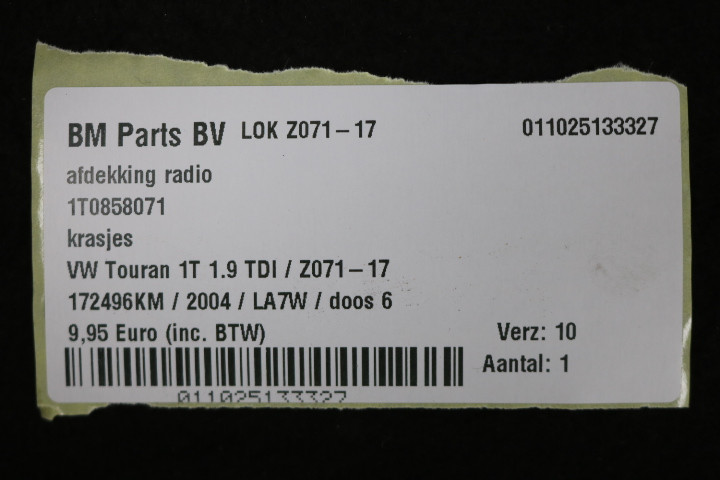 BM Parts BV LOK Z071-17 011025133327
afdekking radio
1T0858071
krasjes
VW Touran 1T 1.9 TDI / Z071-17
172496KM / 2004 / LA7W / doos 6
9,95 Euro (inc. BTW) Verz: 10
Aantal: 1
011025133327